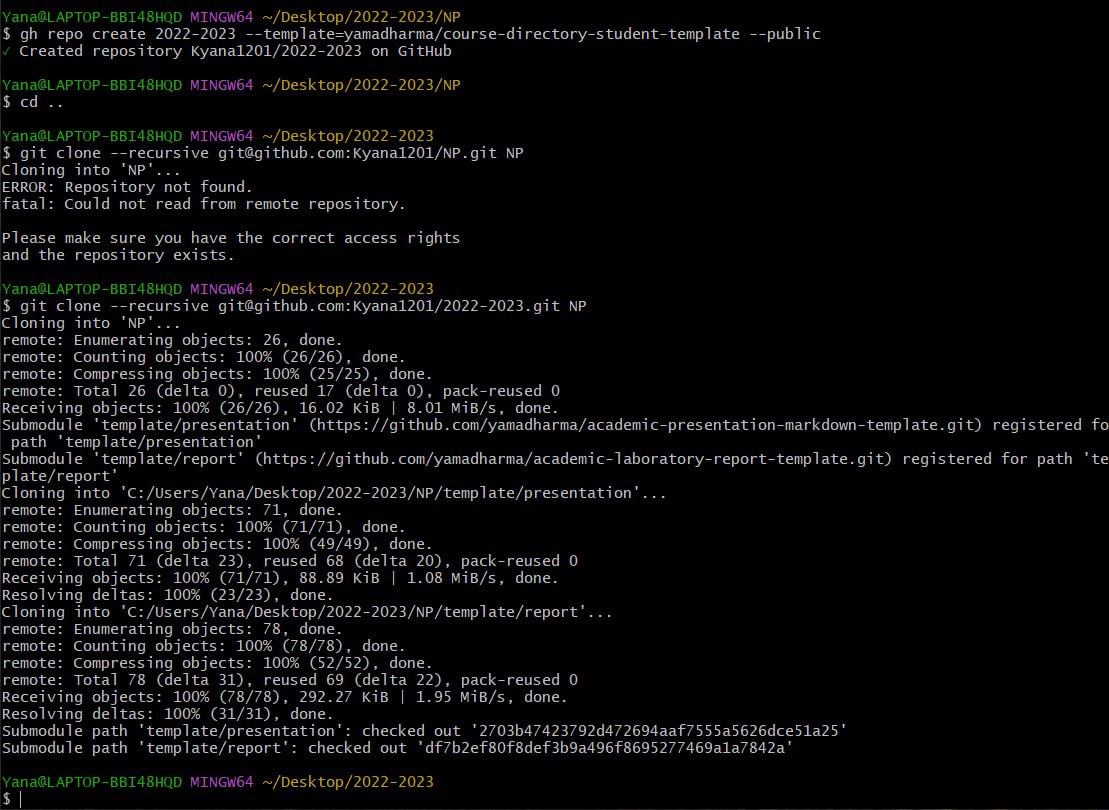 Yana@LAPTOP-BBI48HQD MINGW64 ~/Desktop/2022-2023/NP
$ gh repo create 2022-2023 --template=yamadharma/course-directory-student-template --public
✓ Created repository Kyana1201/2022-2023 on GitHub
Yana@LAPTOP-BBI48HQD MINGW64 ~/Desktop/2022-2023/NP
$ cd ..
Yana@LAPTOP-BBI48HQD MINGW64 ~/Desktop/2022-2023
$ git clone --recursive git@github.com:Kyana1201/NP.git NP
Cloning into 'NP'...
ERROR: Repository not found.
fatal: Could not read from remote repository.
Please make sure you have the correct access rights
and the repository exists.
Yana@LAPTOP-BBI48HQD MINGW64 ~/Desktop/2022-2023
$ git clone --recursive git@github.com:Kyana1201/2022-2023.git NP
Cloning into 'NP'...
remote: Enumerating objects: 26, done.
remote: Counting objects: 100% (26/26), done.
remote: Compressing objects: 100% (25/25), done.
remote: Total 26 (delta 0), reused 17 (delta 0), pack-reused 0
Receiving objects: 100% (26/26), 16.02 KiB | 8.01 MiB/s, done.
Submodule 'template/presentation' (https://github.com/yamadharma/academic-presentation-markdown-template.git) registered fo
 path 'template/presentation'
Submodule 'template/report' (https://github.com/yamadharma/academic-laboratory-report-template.git) registered for path 'te
plate/report'
Cloning into 'C:/Users/Yana/Desktop/2022-2023/NP/template/presentation'...
remote: Enumerating objects: 71, done.
remote: Counting objects: 100% (71/71), done.
remote: Compressing objects: 100% (49/49), done.
remote: Total 71 (delta 23), reused 68 (delta 20), pack-reused 0
Receiving objects: 100% (71/71), 88.89 KiB | 1.08 MiB/s, done.
Resolving deltas: 100% (23/23), done.
Cloning into 'C:/Users/Yana/Desktop/2022-2023/NP/template/report'...
remote: Enumerating objects: 78, done.
remote: Counting objects: 100% (78/78), done.
remote: Compressing objects: 100% (52/52), done.
remote: Total 78 (delta 31), reused 69 (delta 22), pack-reused 0
Receiving objects: 100% (78/78), 292.27 KiB | 1.95 MiB/s, done.
Resolving deltas: 100% (31/31), done.
Submodule path 'template/presentation': checked out '2703b47423792d472694aaf7555a5626dce51a25'
Submodule path 'template/report': checked out 'df7b2ef80f8def3b9a496f8695277469a1a7842a'
Yana@LAPTOP-BBI48HQD MINGW64 ~/Desktop/2022-2023
$